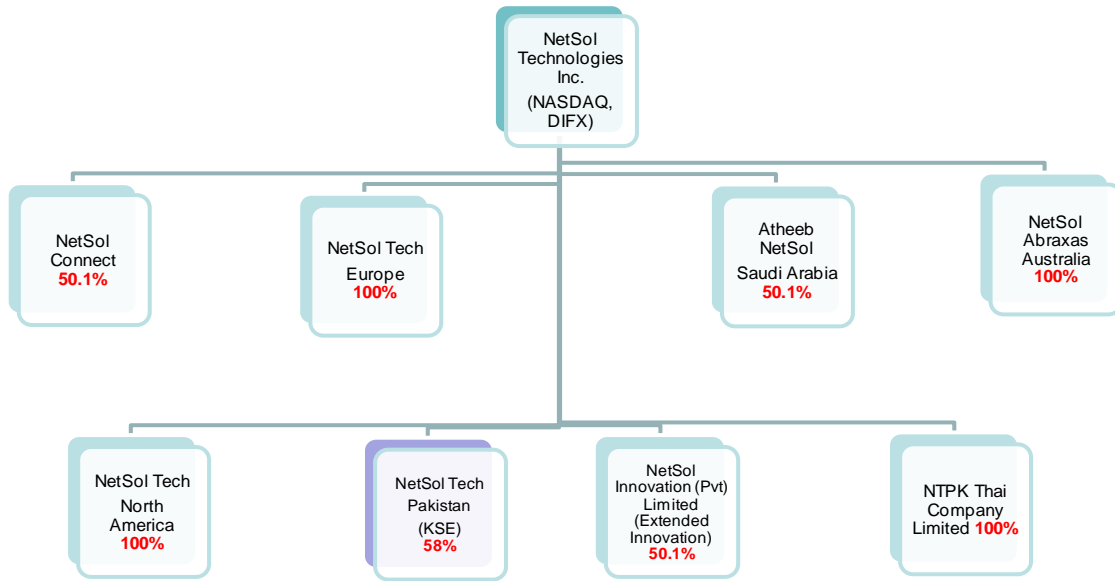 NetSol
Technologies
Inc.
(NASDAQ,
DIFX)
NetSol
Connect
50.1%
NetSol Tech
Europe
100%
Atheeb
NetSol
Saudi Arabia
50.1%
NetSol
Abraxas
Australia
100%
NetSol Tech
North
America
100%
NetSol Tech
Pakistan
(KSE)
58%
NetSol
Innovation (Pvt)
Limited
(Extended
Innovation)
50.1%
NTPK Thai
Company
Limited 100%